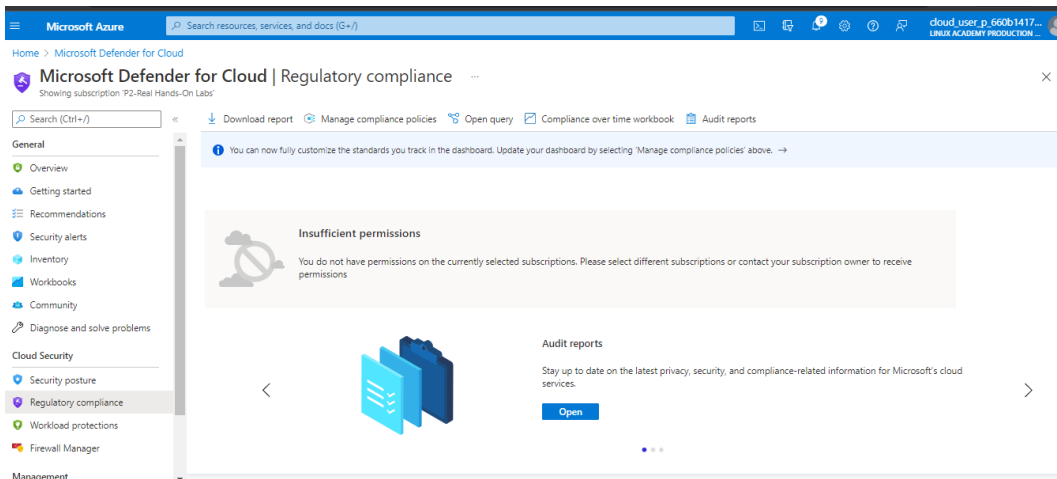 Microsoft Azure
Search resources, services, and docs (G+/)
cloud_user_p_660b1417...
LINUX ACADEMY PRODUCTION ...
Home > Microsoft Defender for Cloud
Microsoft Defender for Cloud | Regulatory compliance ...
Showing subscription 'P2-Real Hands-On Labs'
Search (Ctrl+/)
«
Download report
Manage compliance policies
Open query
Compliance over time workbook
Audit reports
General
Overview
Getting started
Recommendations
Security alerts
Inventory
Workbooks
Community
Diagnose and solve problems
Cloud Security
Security posture
Regulatory compliance
Workload protections
Firewall Manager
Management
You can now fully customize the standards you track in the dashboard. Update your dashboard by selecting 'Manage compliance policies' above. →
Insufficient permissions
You do not have permissions on the currently selected subscriptions. Please select different subscriptions or contact your subscription owner to receive
permissions
Audit reports
Stay up to date on the latest privacy, security, and compliance-related information for Microsoft's cloud
services.
Open